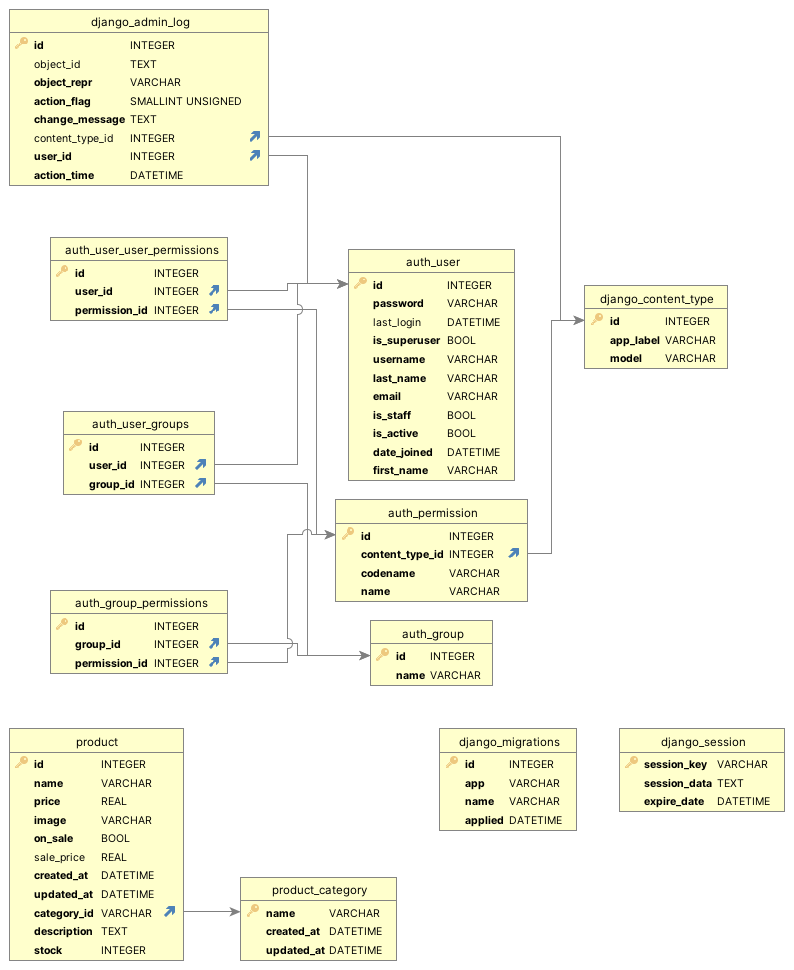 django_admin_log
id INTEGER
object_id TEXT
object_repr VARCHAR
action_flag SMALLINT UNSIGNED
change_message TEXT
content_type_id INTEGER
user_id INTEGER
action_time DATETIME
auth_user_user_permissions
id INTEGER
user_id INTEGER
permission_id INTEGER
auth_user
id INTEGER
password VARCHAR
last_login DATETIME
is_superuser BOOL
username VARCHAR
last_name VARCHAR
email VARCHAR
is_staff BOOL
is_active BOOL
date_joined DATETIME
first_name VARCHAR
django_content_type
id INTEGER
app_label VARCHAR
model VARCHAR
auth_user_groups
id INTEGER
user_id INTEGER
group_id INTEGER
auth_permission
id INTEGER
content_type_id INTEGER
codename VARCHAR
name VARCHAR
auth_group_permissions
id INTEGER
group_id INTEGER
permission_id INTEGER
auth_group
id INTEGER
name VARCHAR
product
id INTEGER
name VARCHAR
price REAL
image VARCHAR
on_sale BOOL
sale_price REAL
created_at DATETIME
updated_at DATETIME
category_id VARCHAR
description TEXT
stock INTEGER
product_category
name VARCHAR
created_at DATETIME
updated_at DATETIME
django_migrations
id INTEGER
app VARCHAR
name VARCHAR
applied DATETIME
django_session
session_key VARCHAR
session_data TEXT
expire_date DATETIME